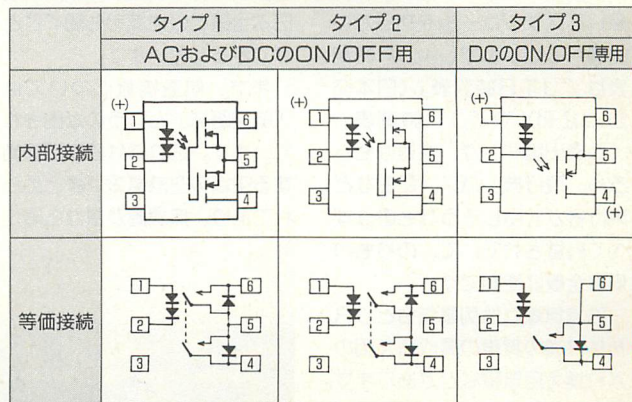 タイプ1 タイプ2 タイプ3
ACおよびDCのON/OFF用 DCのON/OFF専用
内部接続
(+) (+) (+)
1 6 1 6 1 6
2 5 2 5 2 5
3 4 3 4 3 4
(+)
等価接続
1 6 1 6 1 6
2 5 2 5 2 5
3 4 3 4 3 4